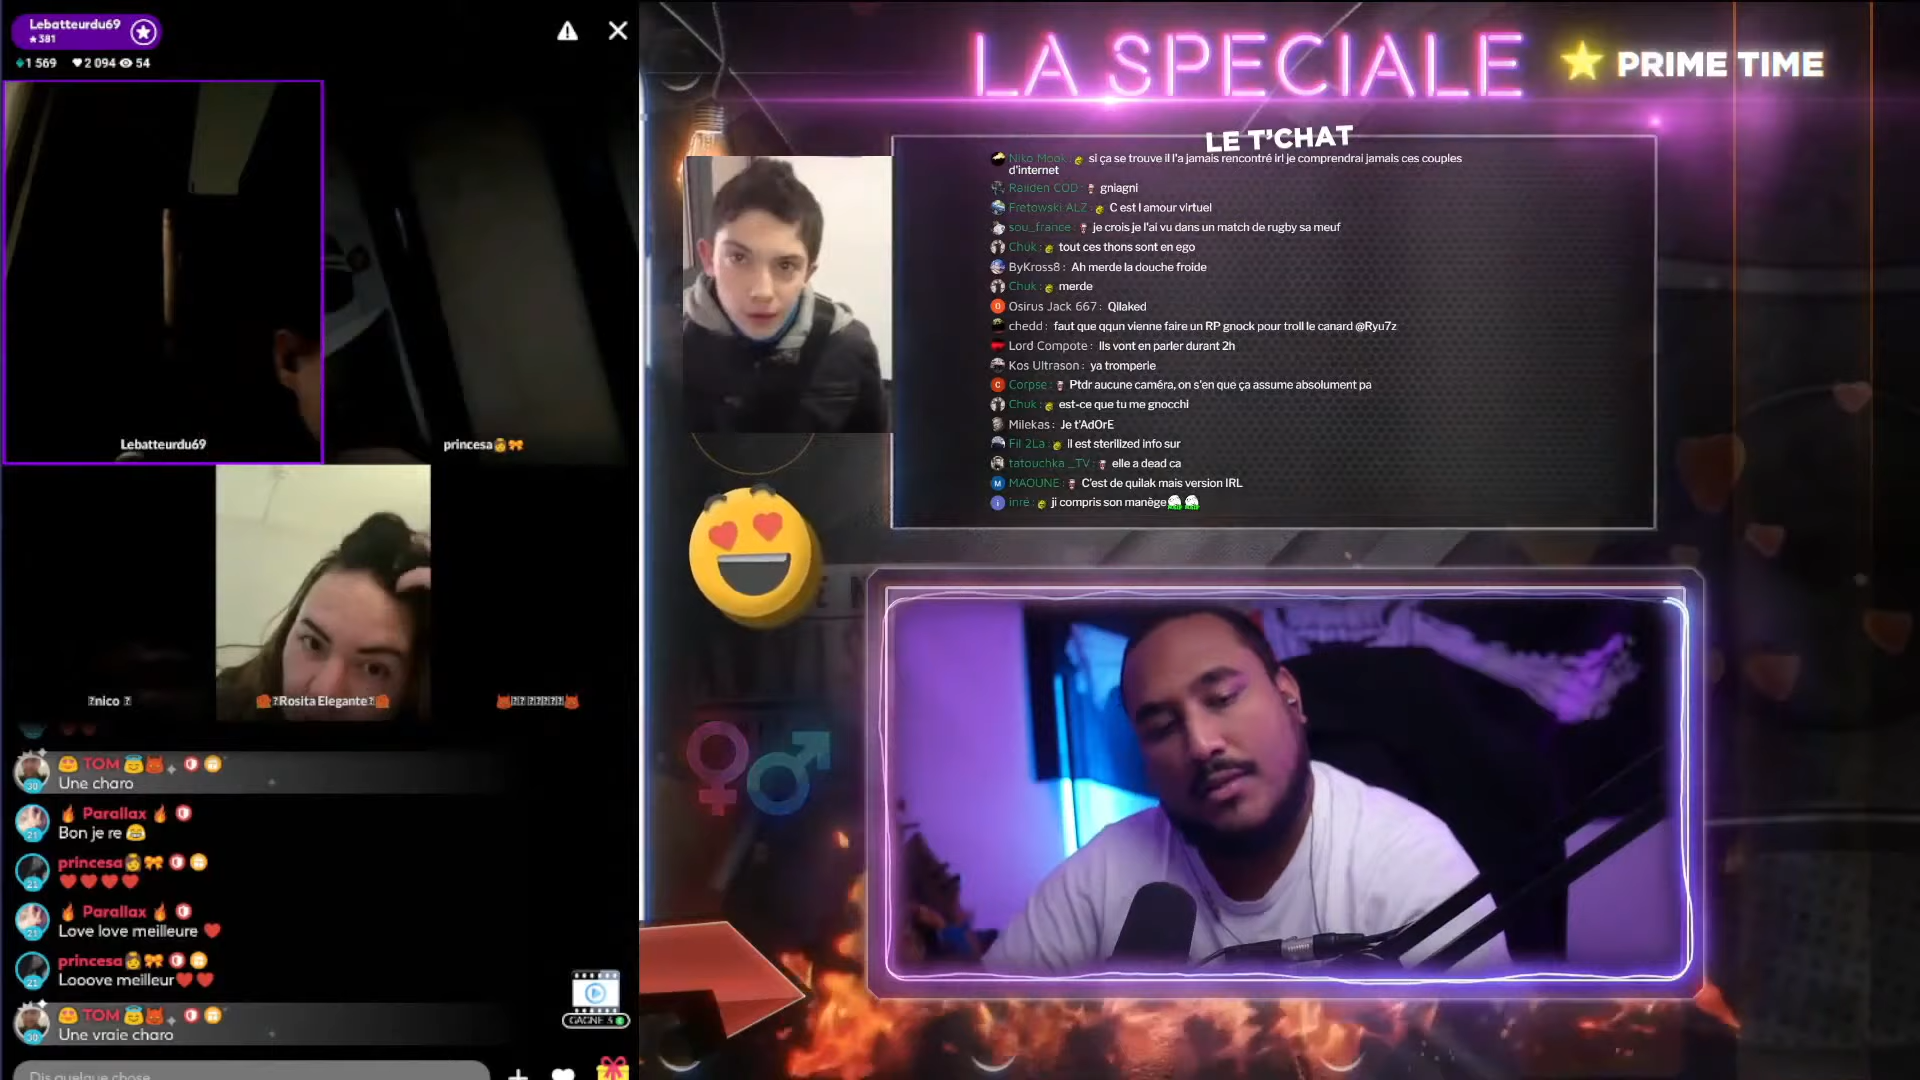 Lebatteurdu69
★381
1 569 2 094 54
Lebatteurdu69
princesa
nico
Rosita Elegante
TOM
Une charo
Parallax
Bon je re 😂
princesa
❤❤❤❤
Parallax
Love love meilleure ❤
princesa
Looove meilleur❤❤
TOM
Une vraie charo
GAGNE 5
Dis quelque chose
LA SPECIALE
PRIME TIME
LE T'CHAT
Niko Mook : si ça se trouve il l'a jamais rencontré irl je comprendrai jamais ces couples
d'internet
Raiiden COD : gniagni
Fretowski ALZ : C est l amour virtuel
sou_france : je crois je l'ai vu dans un match de rugby sa meuf
Chuk : tout ces thons sont en ego
ByKross8 : Ah merde la douche froide
Chuk : merde
Osirus Jack 667 : Qilaked
chedd : faut que qqun vienne faire un RP gnock pour troll le canard @Ryu7z
Lord Compote : Ils vont en parler durant 2h
Kos Ultrason : ya tromperie
Corpse : Ptdr aucune caméra, on s'en que ça assume absolument pa
Chuk : est-ce que tu me gnocchi
Milekas : Je t'AdOrE
Fil 2La : Il est sterilized info sur
tatouchka _TV : elle a dead ca
MAOUNE : C'est de quilak mais version IRL
inré : ji compris son manège